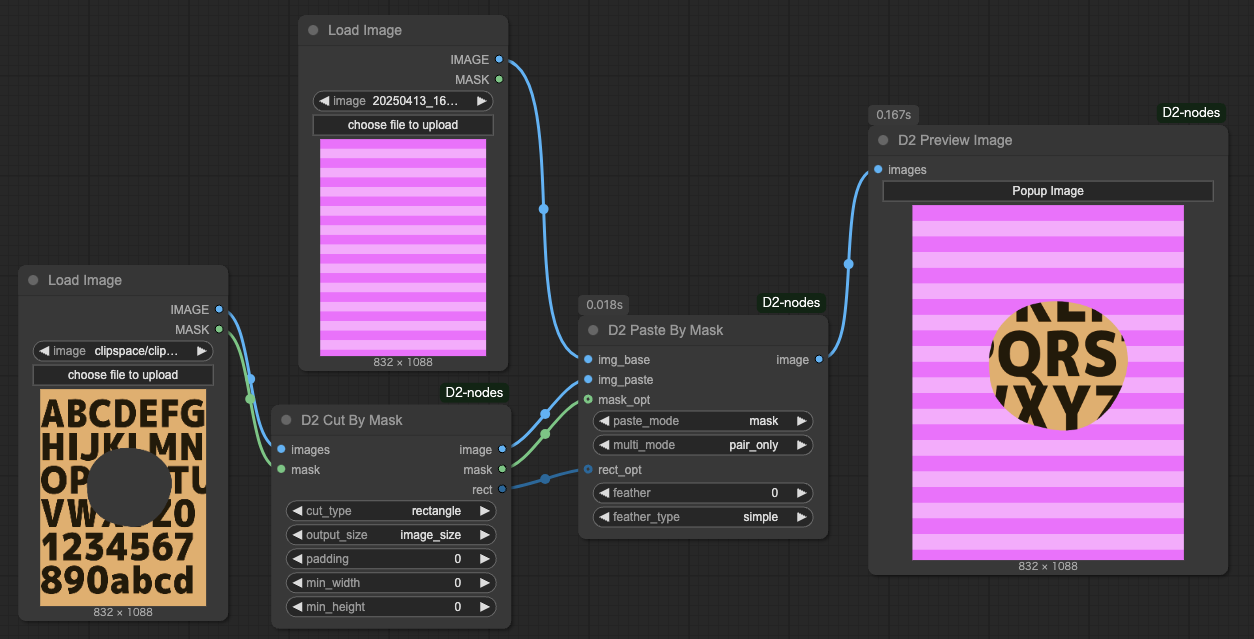 Load Image
IMAGE
MASK
image 20250413_16...
choose file to upload
832 × 1088
Load Image
IMAGE
MASK
image clipspace/clip...
choose file to upload
ABCDEFG
HIJKLMN
OP TU
VW Z0
1234567
890abcd
832 × 1088
D2-nodes
D2 Cut By Mask
images image
mask mask
rect
cut_type rectangle
output_size image_size
padding 0
min_width 0
min_height 0
0.018s D2-nodes
D2 Paste By Mask
img_base image
img_paste
mask_opt
paste_mode mask
multi_mode pair_only
rect_opt
feather 0
feather_type simple
0.167s D2-nodes
D2 Preview Image
images
Popup Image
QRS
XYZ
832 × 1088